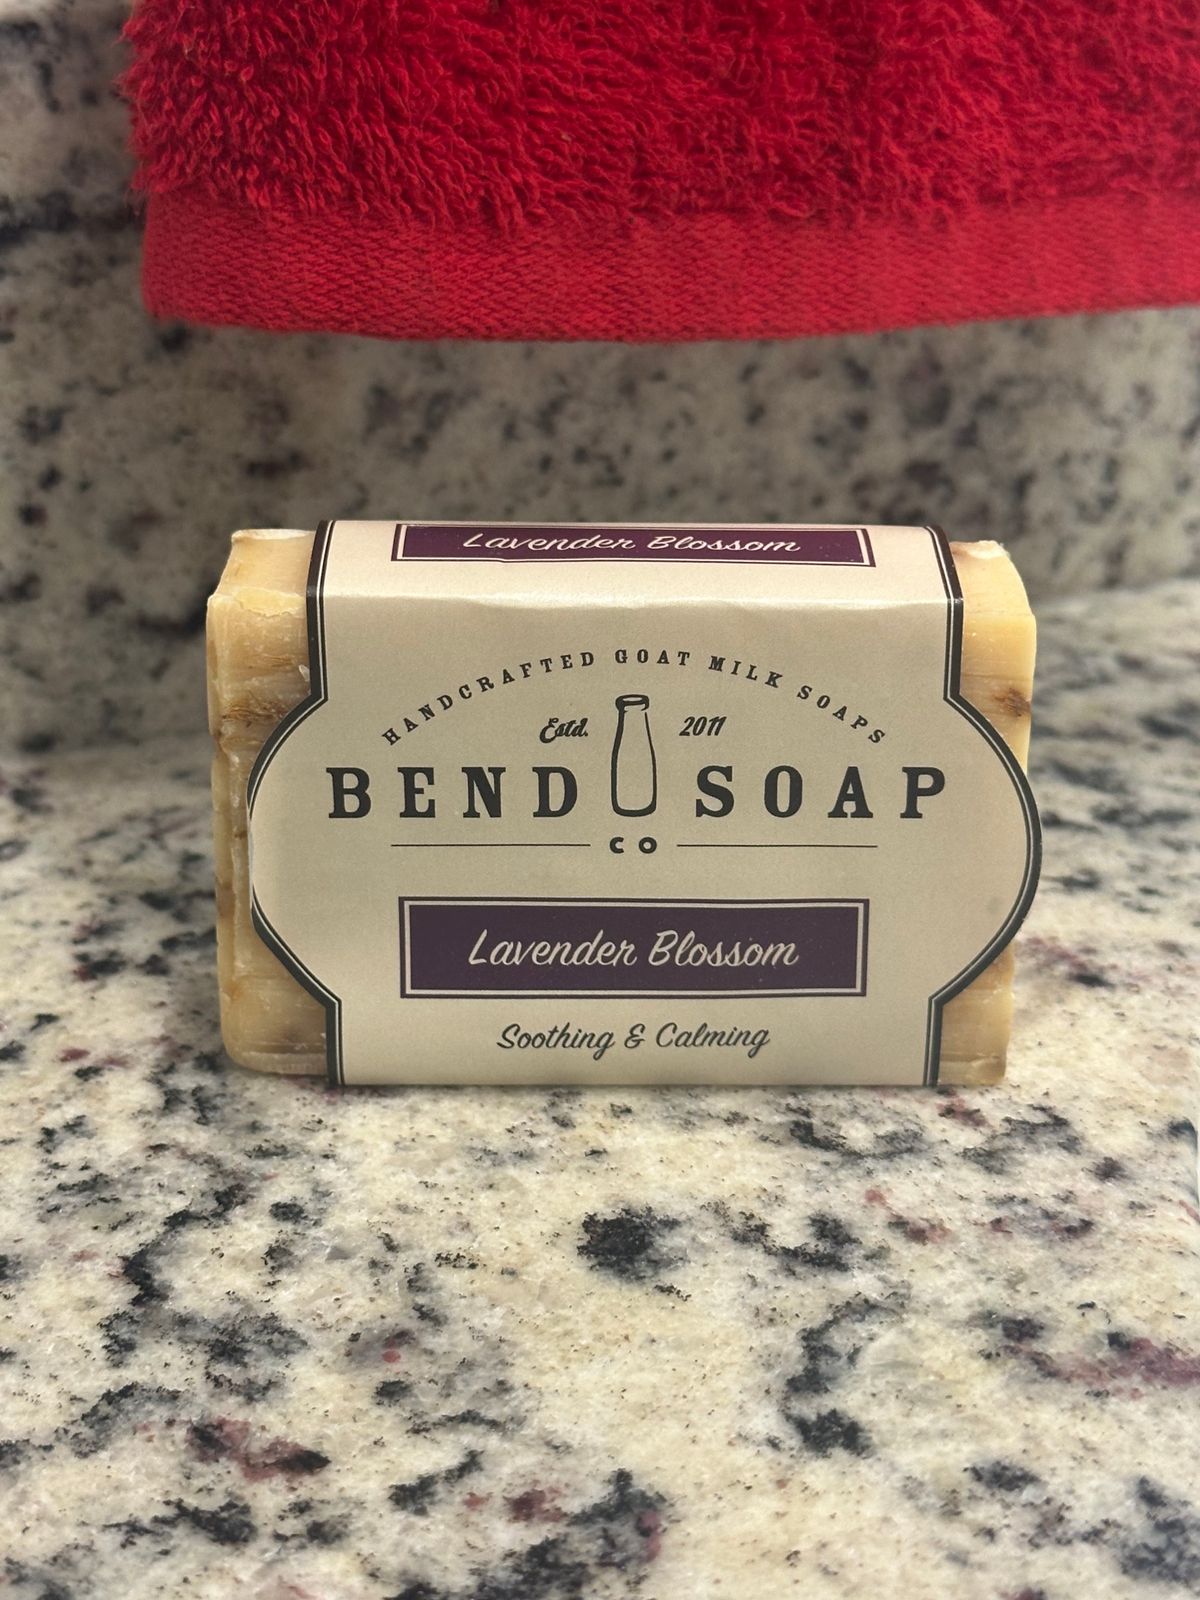 Lavender Blossom
HANDCRAFTED GOAT MILK SOAPS
Estd. 2011
BEND SOAP
CO
Lavender Blossom
Soothing & Calming